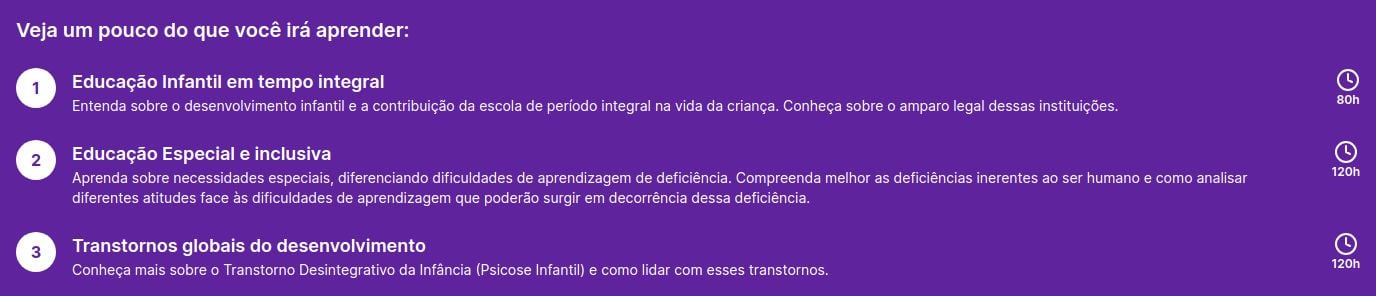 Veja um pouco do que você irá aprender:
1
Educação Infantil em tempo integral
Entenda sobre o desenvolvimento infantil e a contribuição da escola de período integral na vida da criança. Conheça sobre o amparo legal dessas instituições.
80h
2
Educação Especial e inclusiva
Aprenda sobre necessidades especiais, diferenciando dificuldades de aprendizagem de deficiência. Compreenda melhor as deficiências inerentes ao ser humano e como analisar
diferentes atitudes face às dificuldades de aprendizagem que poderão surgir em decorrência dessa deficiência.
120h
3
Transtornos globais do desenvolvimento
Conheça mais sobre o Transtorno Desintegrativo da Infância (Psicose Infantil) e como lidar com esses transtornos.
120h